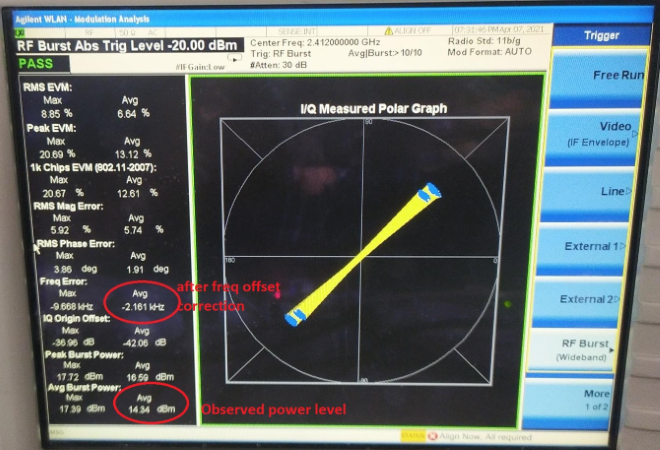 Agilent WLAN - Modulation Analysis
RF 50 Ω AC SENSE:INT ALIGN OFF 07:31:45 PM Apr 07, 2021
RF Burst Abs Trig Level -20.00 dBm
Center Freq: 2.412000000 GHz
Radio Std: 11b/g
Trig: RF Burst Avg|Burst:>10/10
Mod Format: AUTO
PASS
#IFGain:Low
#Atten: 30 dB
RMS EVM:
Max Avg
8.85 % 6.64 %
Peak EVM:
Max Avg
20.69 % 13.12 %
1k Chips EVM (802.11-2007):
Max Avg
20.67 % 12.61 %
RMS Mag Error:
Max Avg
5.92 % 5.74 %
RMS Phase Error:
Max Avg
3.86 deg 1.91 deg
Freq Error:
Max Avg
-9.668 kHz -2.161 kHz
IQ Origin Offset:
Max Avg
-36.96 dB -42.06 dB
Peak Burst Power:
Max Avg
17.72 dBm 16.59 dBm
Avg Burst Power:
Max Avg
17.39 dBm 14.34 dBm
after freq offset
correction
Observed power level
I/Q Measured Polar Graph
90
180
0
-90
Trigger
Free Run
Video
(IF Envelope)
Line
External 1
External 2
RF Burst
(Wideband)
More
1 of 2
MSG
STATUS Align Now, All required